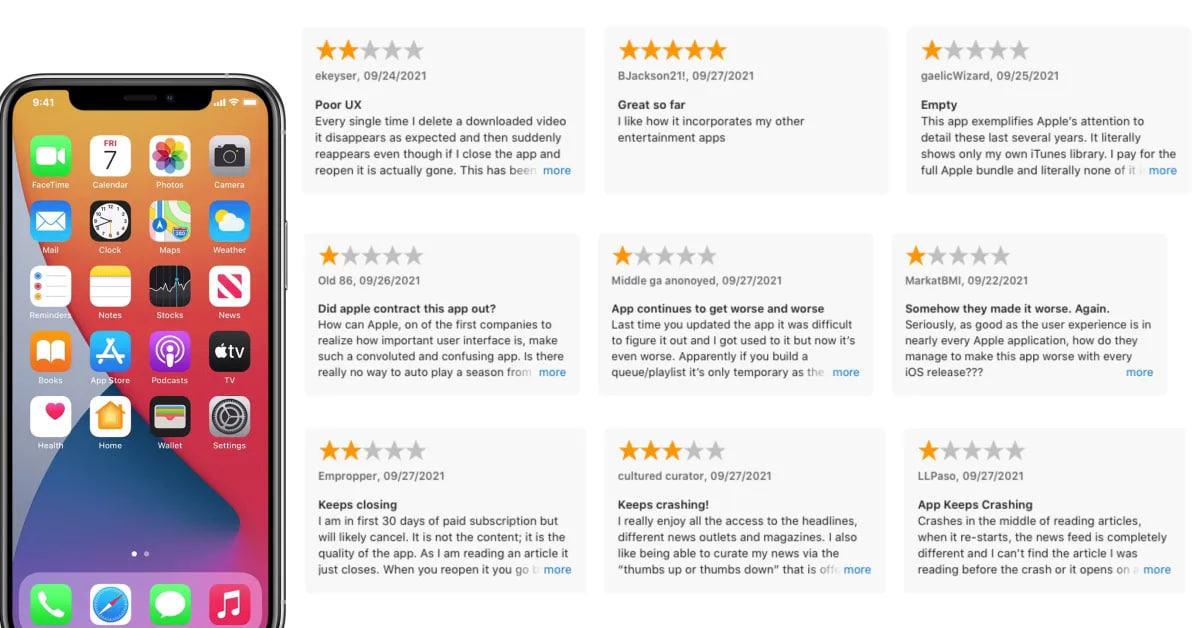 9:41
FRI
7
FaceTime
Calendar
Photos
Camera
Mail
Clock
Maps
Weather
Reminders
Notes
Stocks
News
tv
Books
App Store
Podcasts
TV
Health
Home
Wallet
Settings
ekeyser, 09/24/2021
Poor UX
Every single time I delete a downloaded video
it disappears as expected and then suddenly
reappears even though if I close the app and
reopen it is actually gone. This has been more
BJackson21!, 09/27/2021
Great so far
I like how it incorporates my other
entertainment apps
gaelicWizard, 09/25/2021
Empty
This app exemplifies Apple's attention to
detail these last several years. It literally
shows only my own iTunes library. I pay for the
full Apple bundle and literally none of it is more
Old 86, 09/26/2021
Did apple contract this app out?
How can Apple, on of the first companies to
realize how important user interface is, make
such a convoluted and confusing app. Is there
really no way to auto play a season from more
Middle ga anonoyed, 09/27/2021
App continues to get worse and worse
Last time you updated the app it was difficult
to figure it out and I got used to it but now it's
even worse. Apparently if you build a
queue/playlist it's only temporary as the more
MarkatBMI, 09/22/2021
Somehow they made it worse. Again.
Seriously, as good as the user experience is in
nearly every Apple application, how do they
manage to make this app worse with every
iOS release??? more
Empropper, 09/27/2021
Keeps closing
I am in first 30 days of paid subscription but
will likely cancel. It is not the content; it is the
quality of the app. As I am reading an article it
just closes. When you reopen it you go more
cultured curator, 09/27/2021
Keeps crashing!
I really enjoy all the access to the headlines,
different news outlets and magazines. I also
like being able to curate my news via the
"thumbs up or thumbs down" that is more
LLPaso, 09/27/2021
App Keeps Crashing
Crashes in the middle of reading articles,
when it re-starts, the news feed is completely
different and I can't find the article I was
reading before the crash or it opens on more